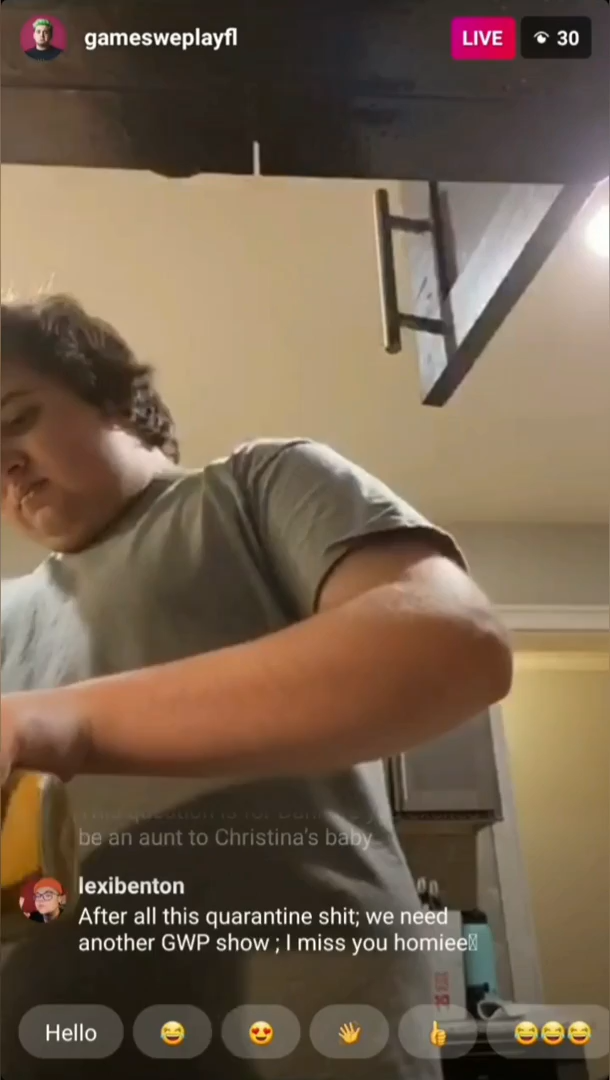 gamesweplayfl
LIVE
30
be an aunt to Christina's baby
lexibenton
After all this quarantine shit; we need
another GWP show ; I miss you homiee
Hello